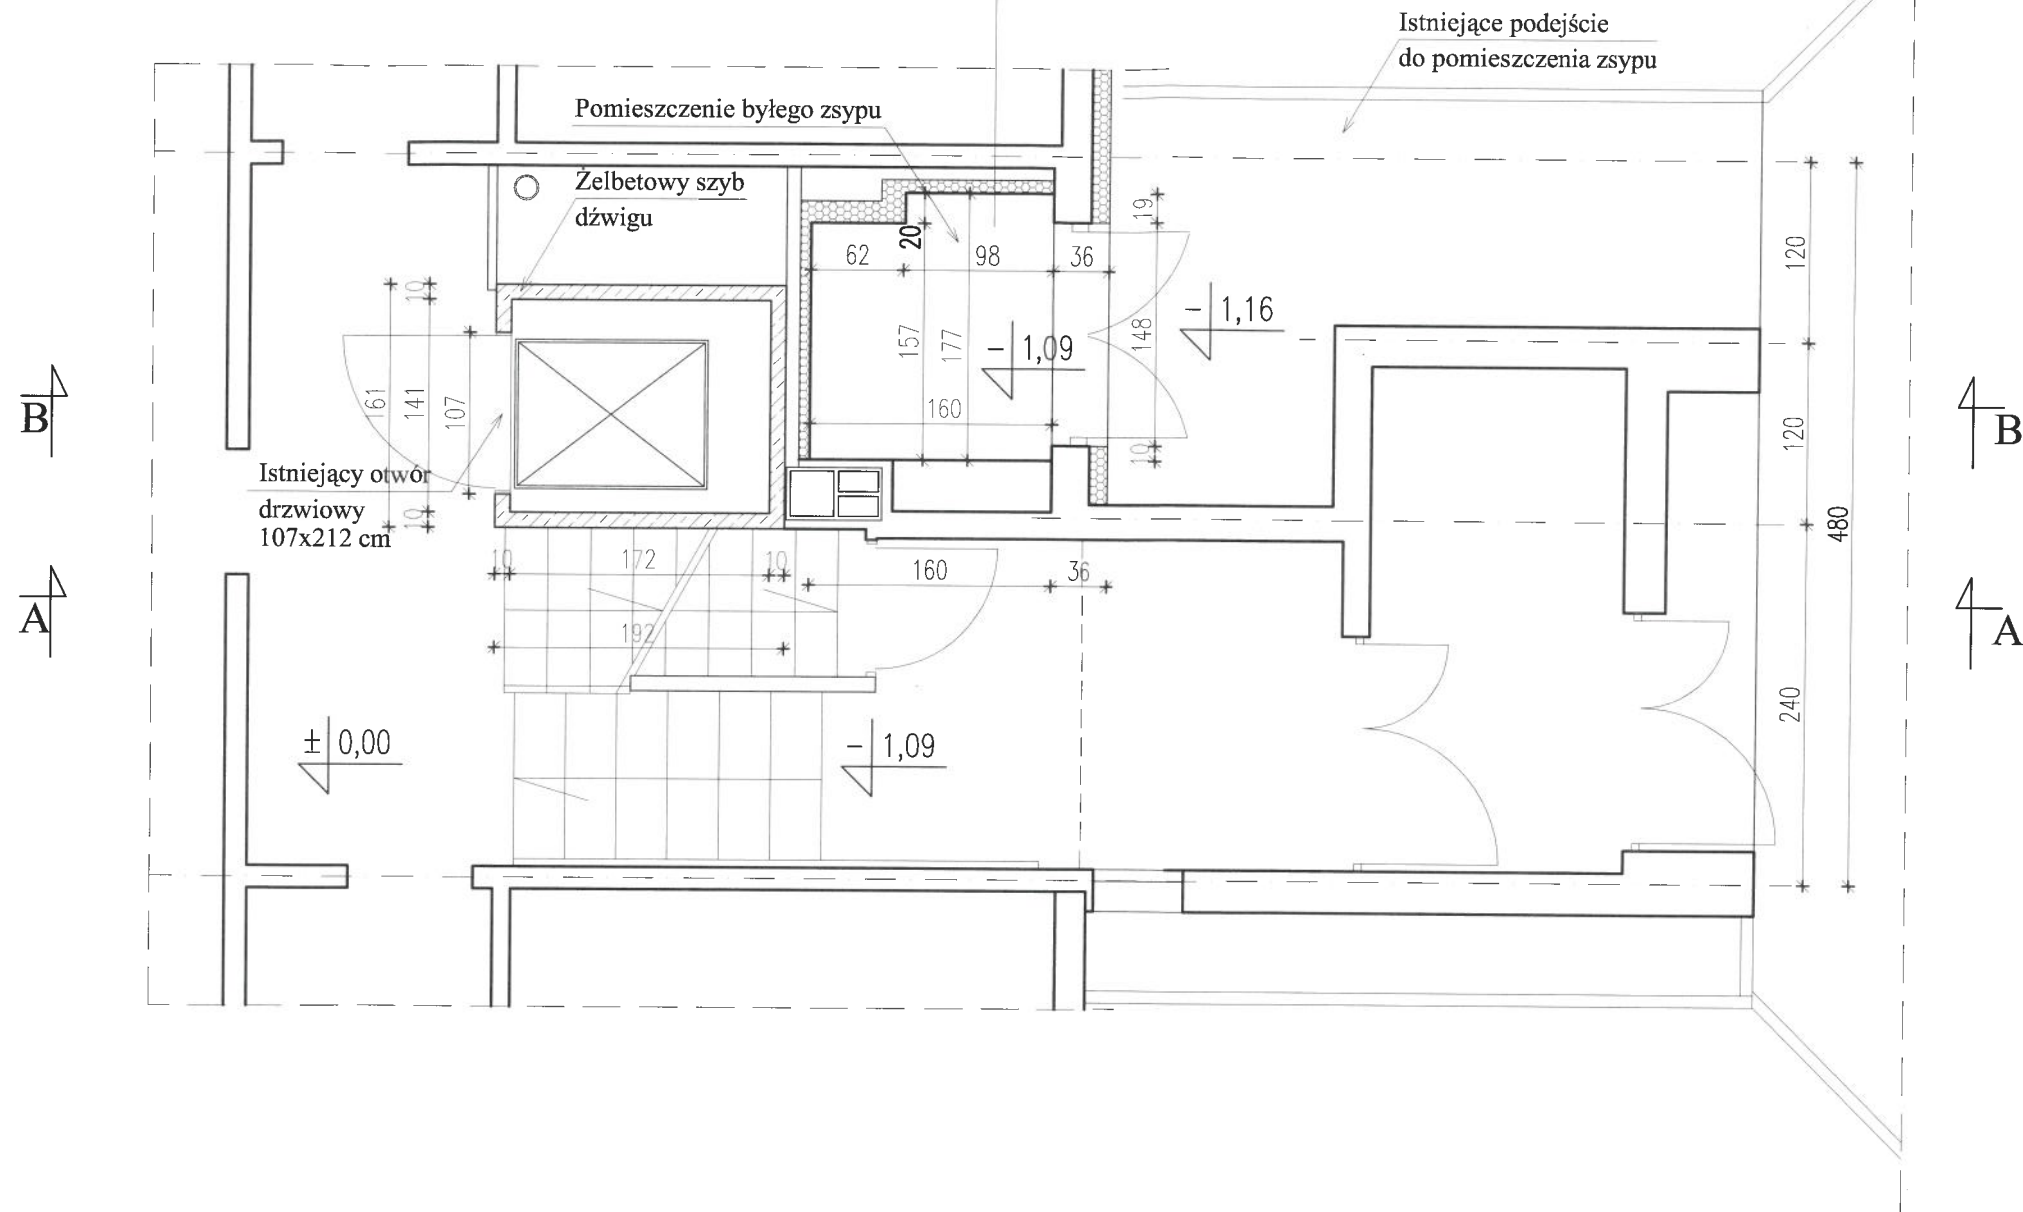 Istniejące podejście
do pomieszczenia zsypu
Pomieszczenie byłego zsypu
Żelbetowy szyb
dźwigu
19
20
62
98
36
120
10
148
- 1,16
157
177
- 1,09
161
141
107
160
120
B
B
Istniejący otwór
drzwiowy
107x212 cm
10
10
480
10
172
10
160
36
A
A
192
240
± 0,00
- 1,09